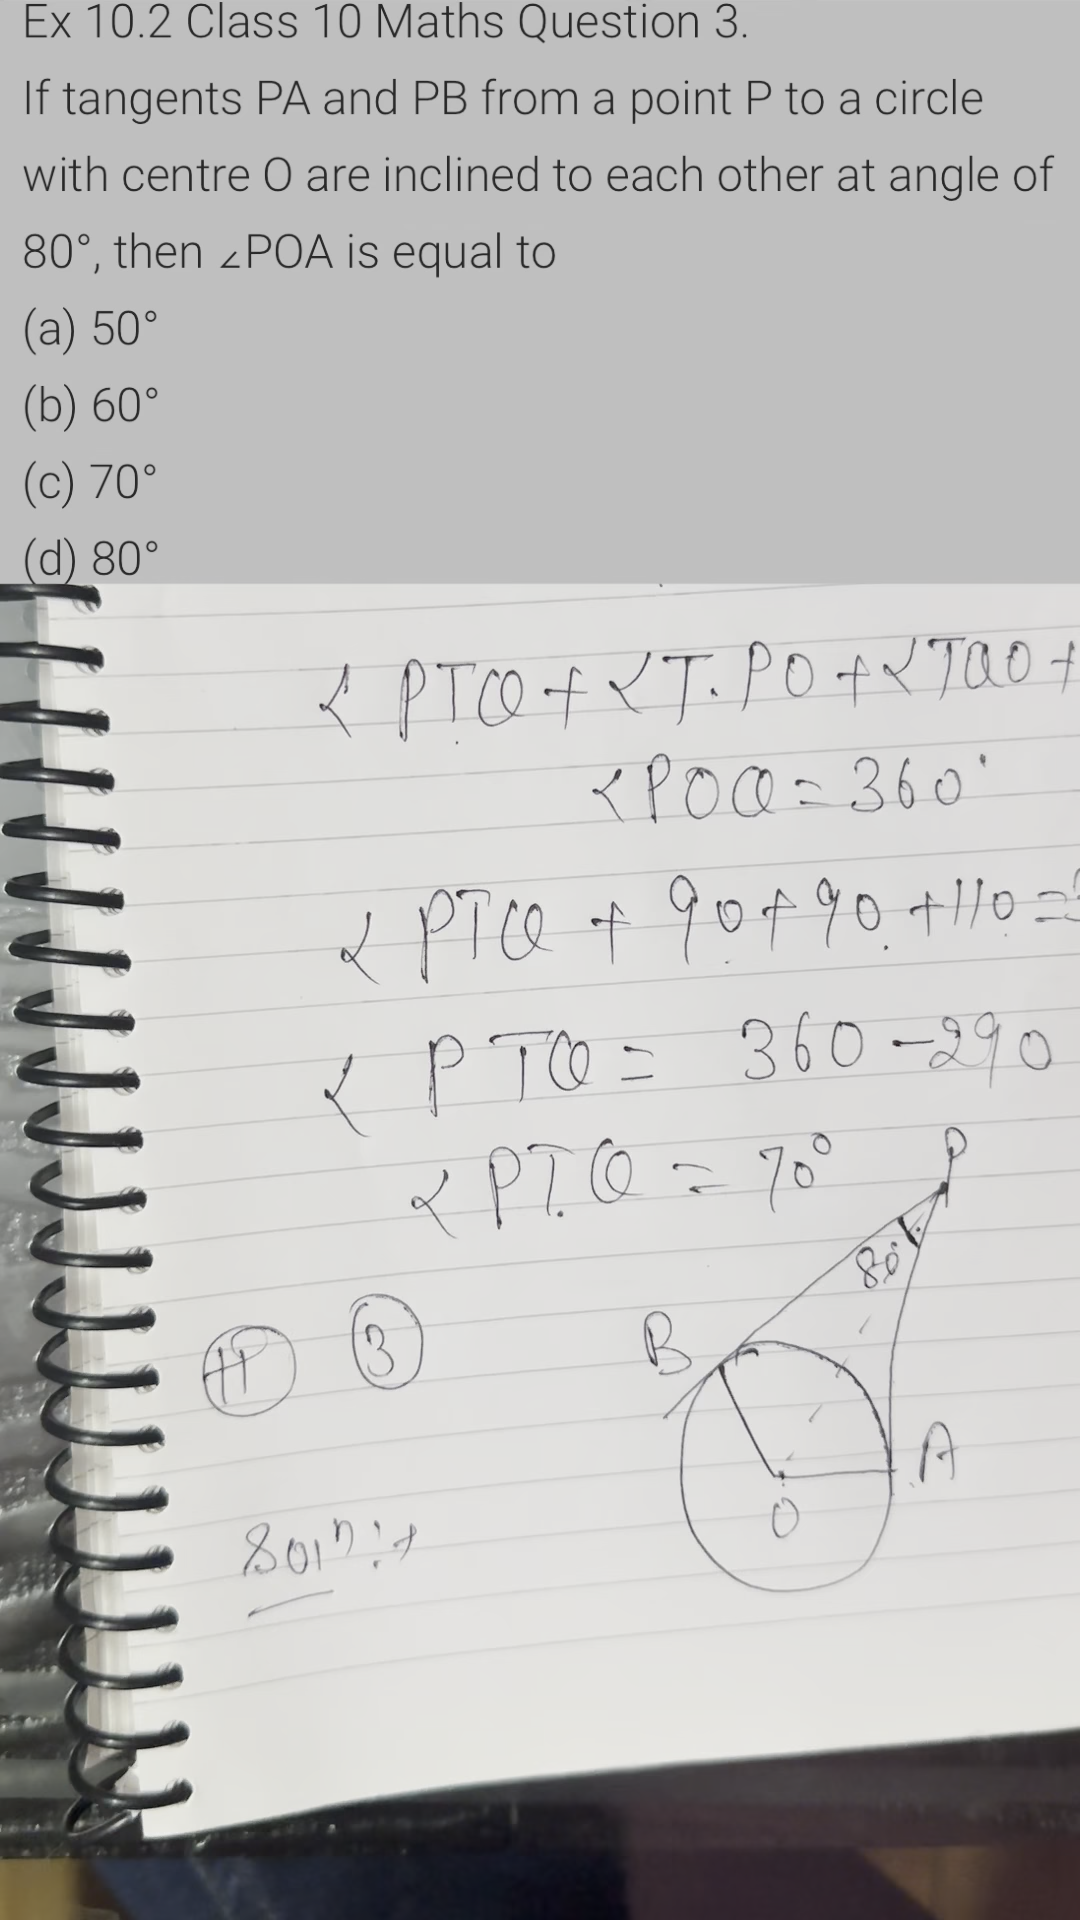 Ex 10.2 Class 10 Maths Question 3.
If tangents PA and PB from a point P to a circle
with centre O are inclined to each other at angle of
80°, then ∠POA is equal to
(a) 50°
(b) 60°
(c) 70°
(d) 80°
∠PTQ + ∠T.PO + ∠TQO +
∠POQ = 360°
∠PTQ + 90 + 90 + 110 =
∠PTQ = 360 - 290
∠PT.Q = 70°
P
80°
B
3
A
O
Solⁿ:→